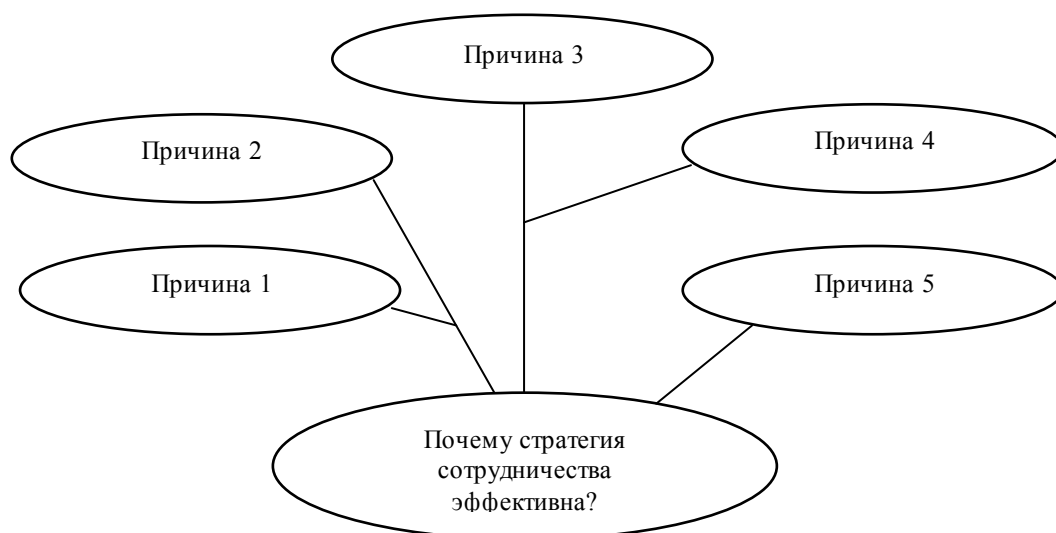 Причина 3
Причина 4
Причина 2
Причина 1
Причина 5
Почему стратегия
сотрудничества
эффективна?